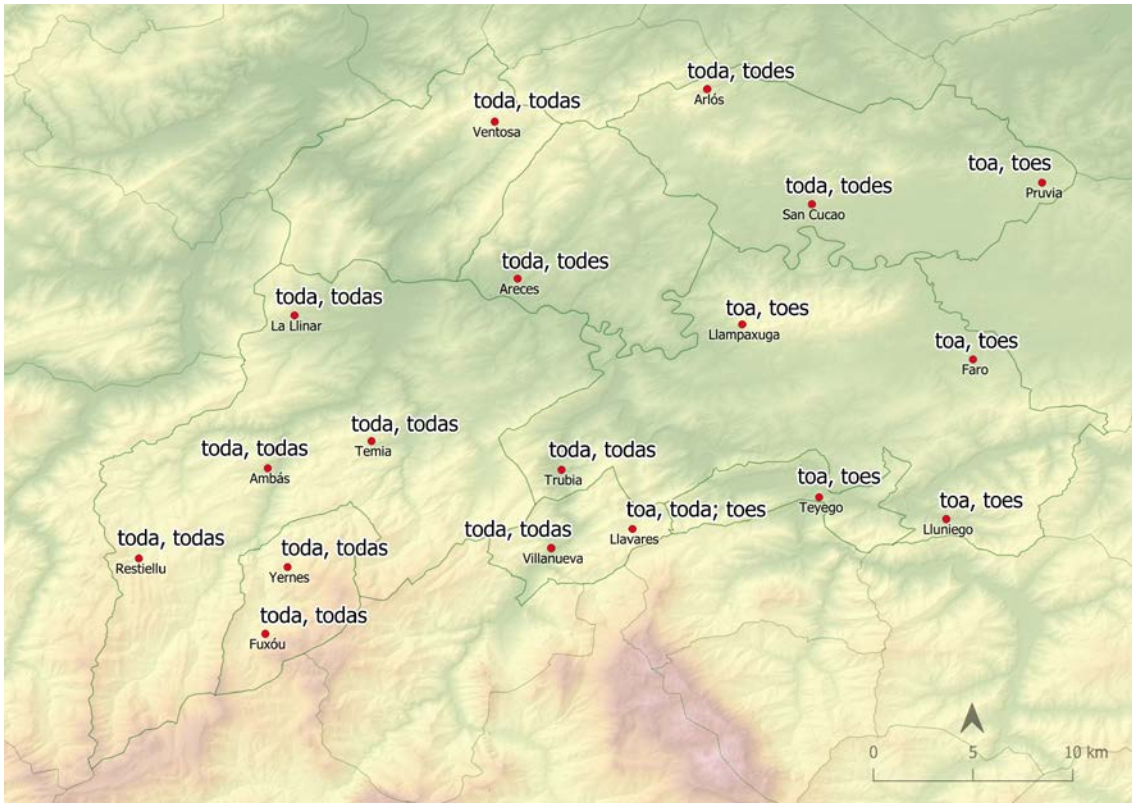 toda, todes
Arlós
toda, todas
Ventosa
toa, toes
Pruvia
toda, todes
San Cucao
toda, todes
Areces
toda, todas
La Llinar
toa, toes
Llampaxuga
toa, toes
Faro
toda, todas
Temia
toda, todas
Ambás
toda, todas
Trubia
toa, toes
Teyego
toa, toes
Lluniego
toa, toda; toes
Llavares
toda, todas
Villanueva
toda, todas
Restiellu
toda, todas
Yernes
toda, todas
Fuxóu
0 5 10 km